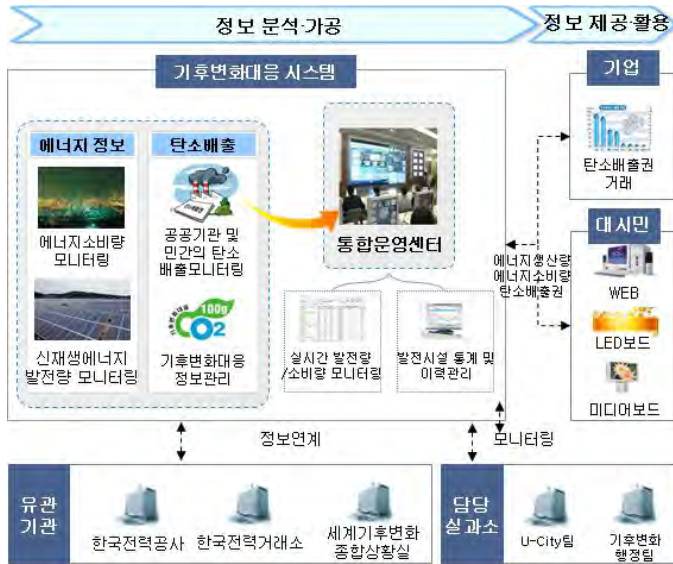 정보 분석·가공
정보 제공·활용
기후변화대응 시스템
에너지 정보
에너지소비량
모니터링
신재생에너지
발전량 모니터링
탄소배출
공공기관 및
민간의 탄소
배출모니터링
기후변화대응
100g
CO2
기후변화대응
정보관리
통합운영센터
실시간 발전량
/소비량 모니터링
발전시설 통계 및
이력관리
에너지생산량
에너지소비량
탄소배출권
기업
탄소배출권
거래
대시민
WEB
LED보드
미디어보드
정보연계
모니터링
유관
기관
한국전력공사
한국전력거래소
세계기후변화
종합상황실
담당
실과소
U-City팀
기후변화
행정팀